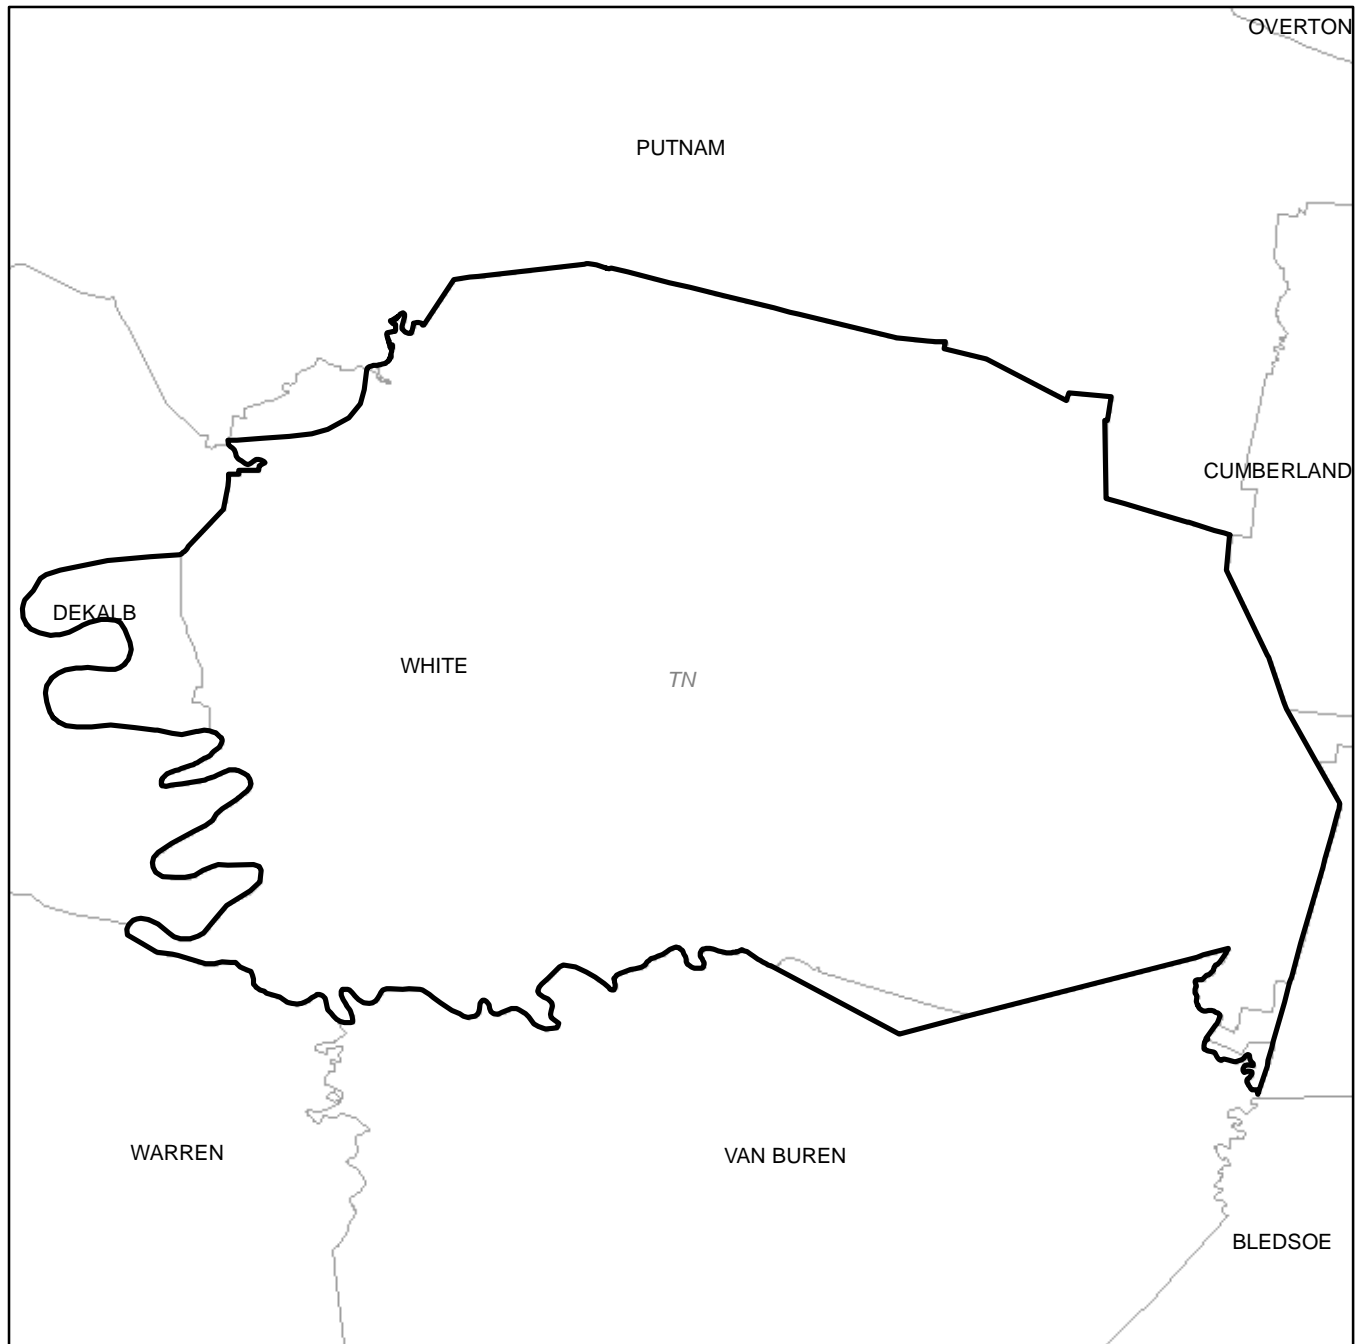 OVERTON
PUTNAM
CUMBERLAND
DEKALB
WHITE
TN
WARREN
VAN BUREN
BLEDSOE